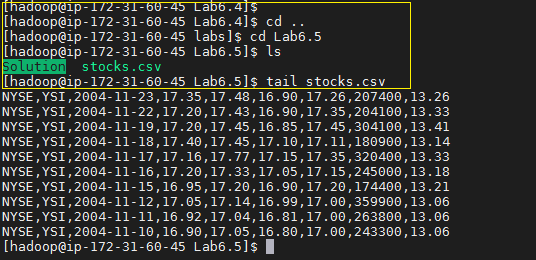 [hadoop@ip-172-31-60-45 Lab6.4]$
[hadoop@ip-172-31-60-45 Lab6.4]$ cd ..
[hadoop@ip-172-31-60-45 labs]$ cd Lab6.5
[hadoop@ip-172-31-60-45 Lab6.5]$ ls
Solution  stocks.csv
[hadoop@ip-172-31-60-45 Lab6.5]$ tail stocks.csv
NYSE,YSI,2004-11-23,17.35,17.48,16.90,17.26,207400,13.26
NYSE,YSI,2004-11-22,17.20,17.43,16.90,17.35,204100,13.33
NYSE,YSI,2004-11-19,17.20,17.45,16.85,17.45,304100,13.41
NYSE,YSI,2004-11-18,17.40,17.45,17.10,17.11,180900,13.14
NYSE,YSI,2004-11-17,17.16,17.77,17.15,17.35,320400,13.33
NYSE,YSI,2004-11-16,17.20,17.33,17.05,17.15,245000,13.18
NYSE,YSI,2004-11-15,16.95,17.20,16.90,17.20,174400,13.21
NYSE,YSI,2004-11-12,17.05,17.14,16.99,17.00,359900,13.06
NYSE,YSI,2004-11-11,16.92,17.04,16.81,17.00,263800,13.06
NYSE,YSI,2004-11-10,16.90,17.05,16.80,17.00,243300,13.06
[hadoop@ip-172-31-60-45 Lab6.5]$